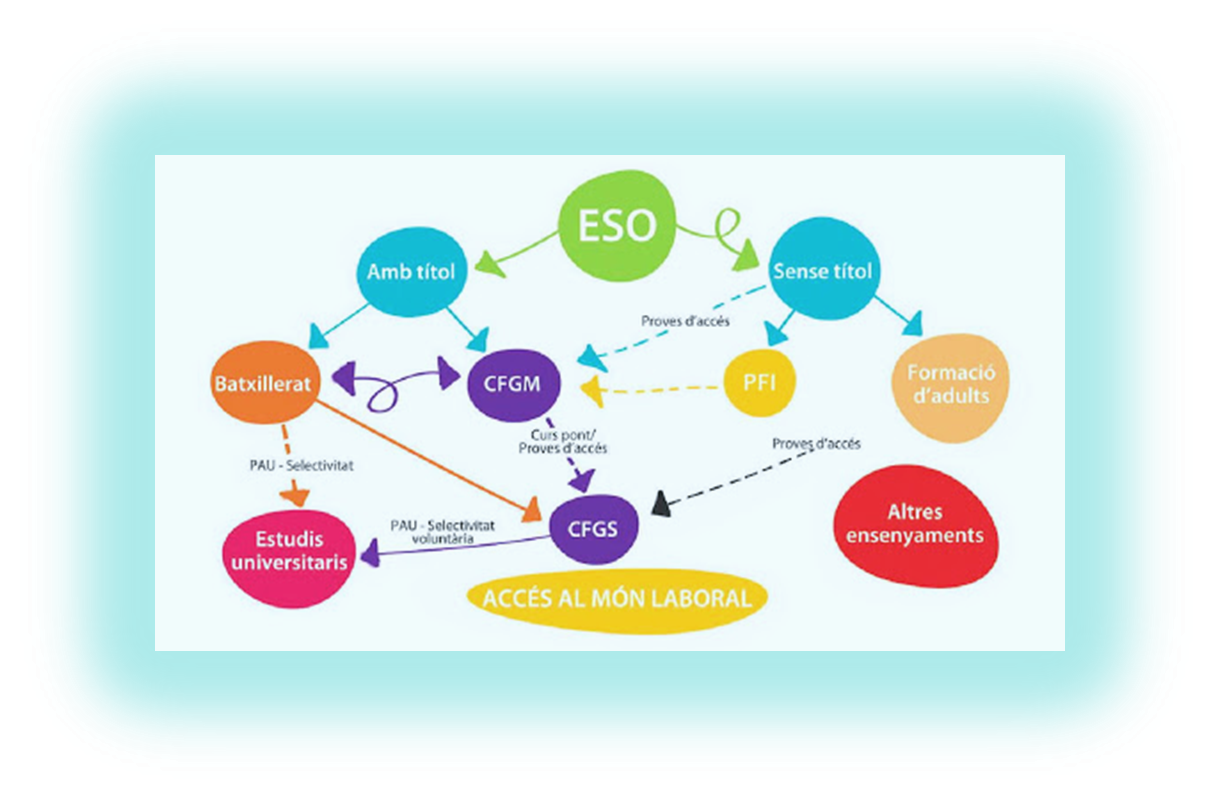 ESO
Amb títol
Sense títol
Proves d'accés
Batxillerat
CFGM
PFI
Formació
d'adults
Curs pont/
Proves d'accés
Proves d'accés
PAU - Selectivitat
Estudis
universitaris
PAU - Selectivitat
voluntària
CFGS
Altres
ensenyaments
ACCÉS AL MÓN LABORAL